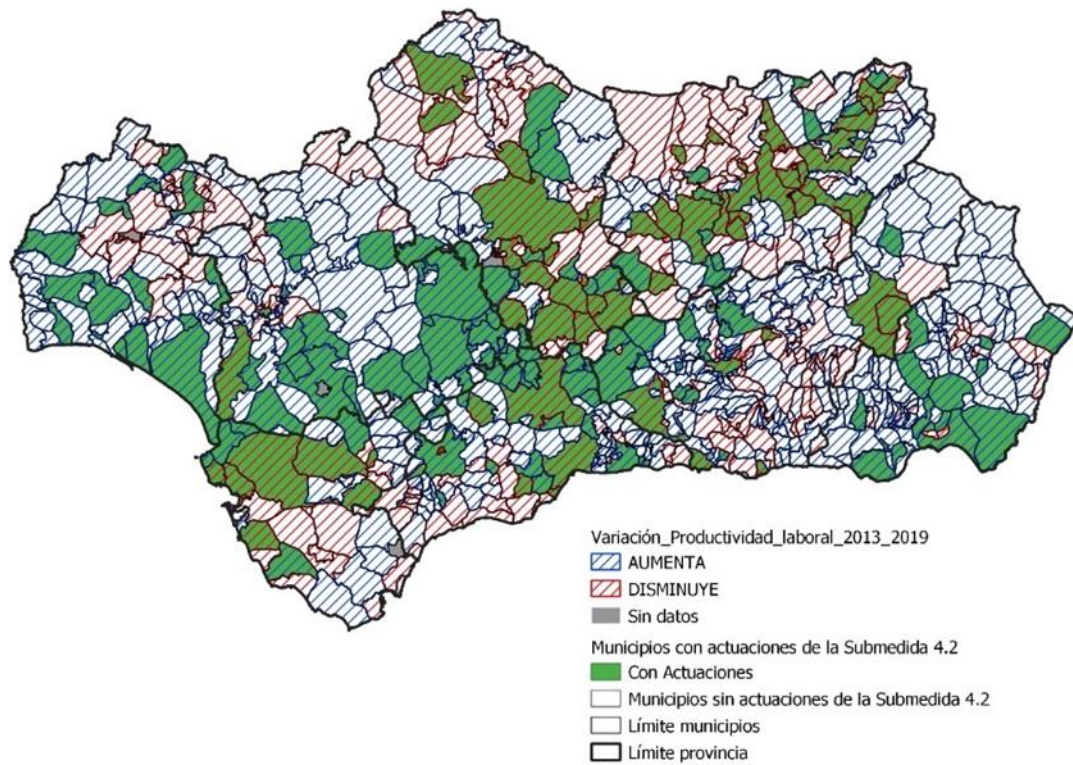 Variación_Productividad_laboral_2013_2019
AUMENTA
DISMINUYE
Sin datos
Municipios con actuaciones de la Submedida 4.2
Con Actuaciones
Municipios sin actuaciones de la Submedida 4.2
Límite municipios
Límite provincia